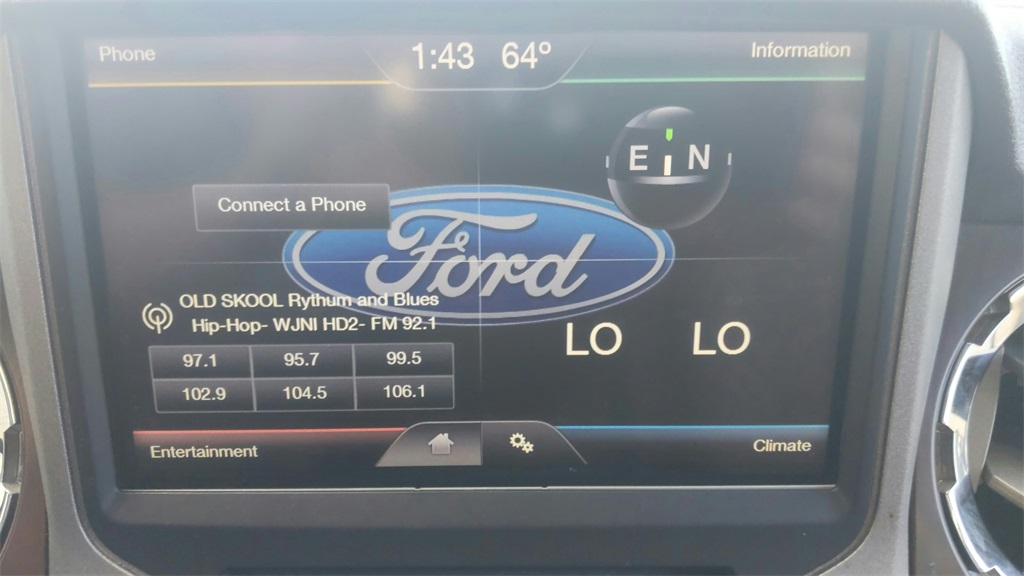 Phone
1:43 64º
Information
E N
Connect a Phone
Ford
OLD SKOOL Rythum and Blues
Hip-Hop- WJNI HD2- FM 92.1
LO LO
97.1 95.7 99.5
102.9 104.5 106.1
Entertainment
Climate